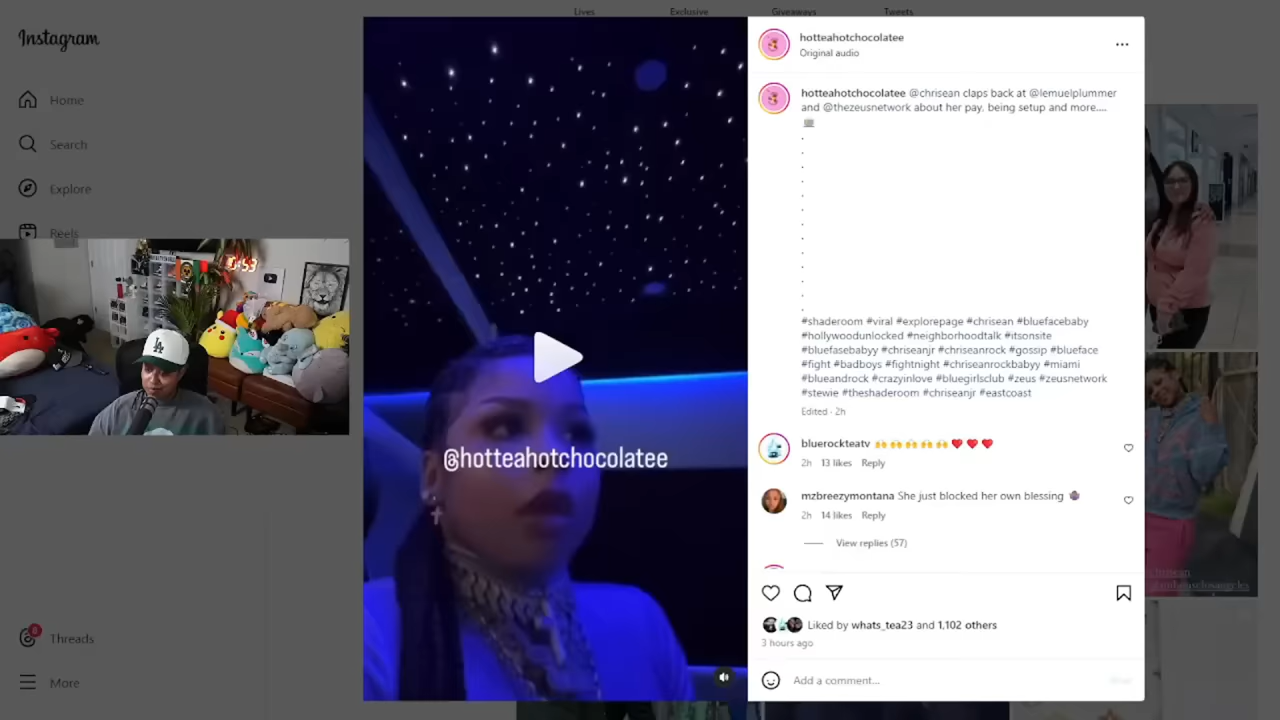 Lives
Exclusive
Giveaways
Tweets
Instagram
Home
Search
Explore
Reels
Threads
More
@hotteahotchocolatee
hotteahotchocolatee
Original audio
hotteahotchocolatee @chrisean claps back at @lemuelplummer
and @thezeusnetwork about her pay, being setup and more....
.
.
.
.
.
.
.
.
.
.
.
.
.
#shaderoom #viral #explorepage #chrisean #bluefacebaby
#hollywoodunlocked #neighborhoodtalk #itsonsite
#bluefasebabyy #chriseanjr #chriseanrock #gossip #blueface
#fight #badboys #fightnight #chriseanrockbabyy #miami
#blueandrock #crazyinlove #bluegirlsclub #zeus #zeusnetwork
#stewie #theshaderoom #chriseanjr #eastcoast
Edited · 2h
bluerockteatv 🙌🙌🙌🙌🙌❤️❤️❤️
2h 13 likes Reply
mzbreezymontana She just blocked her own blessing
2h 14 likes Reply
View replies (57)
Liked by whats_tea23 and 1,102 others
3 hours ago
Add a comment...
LA